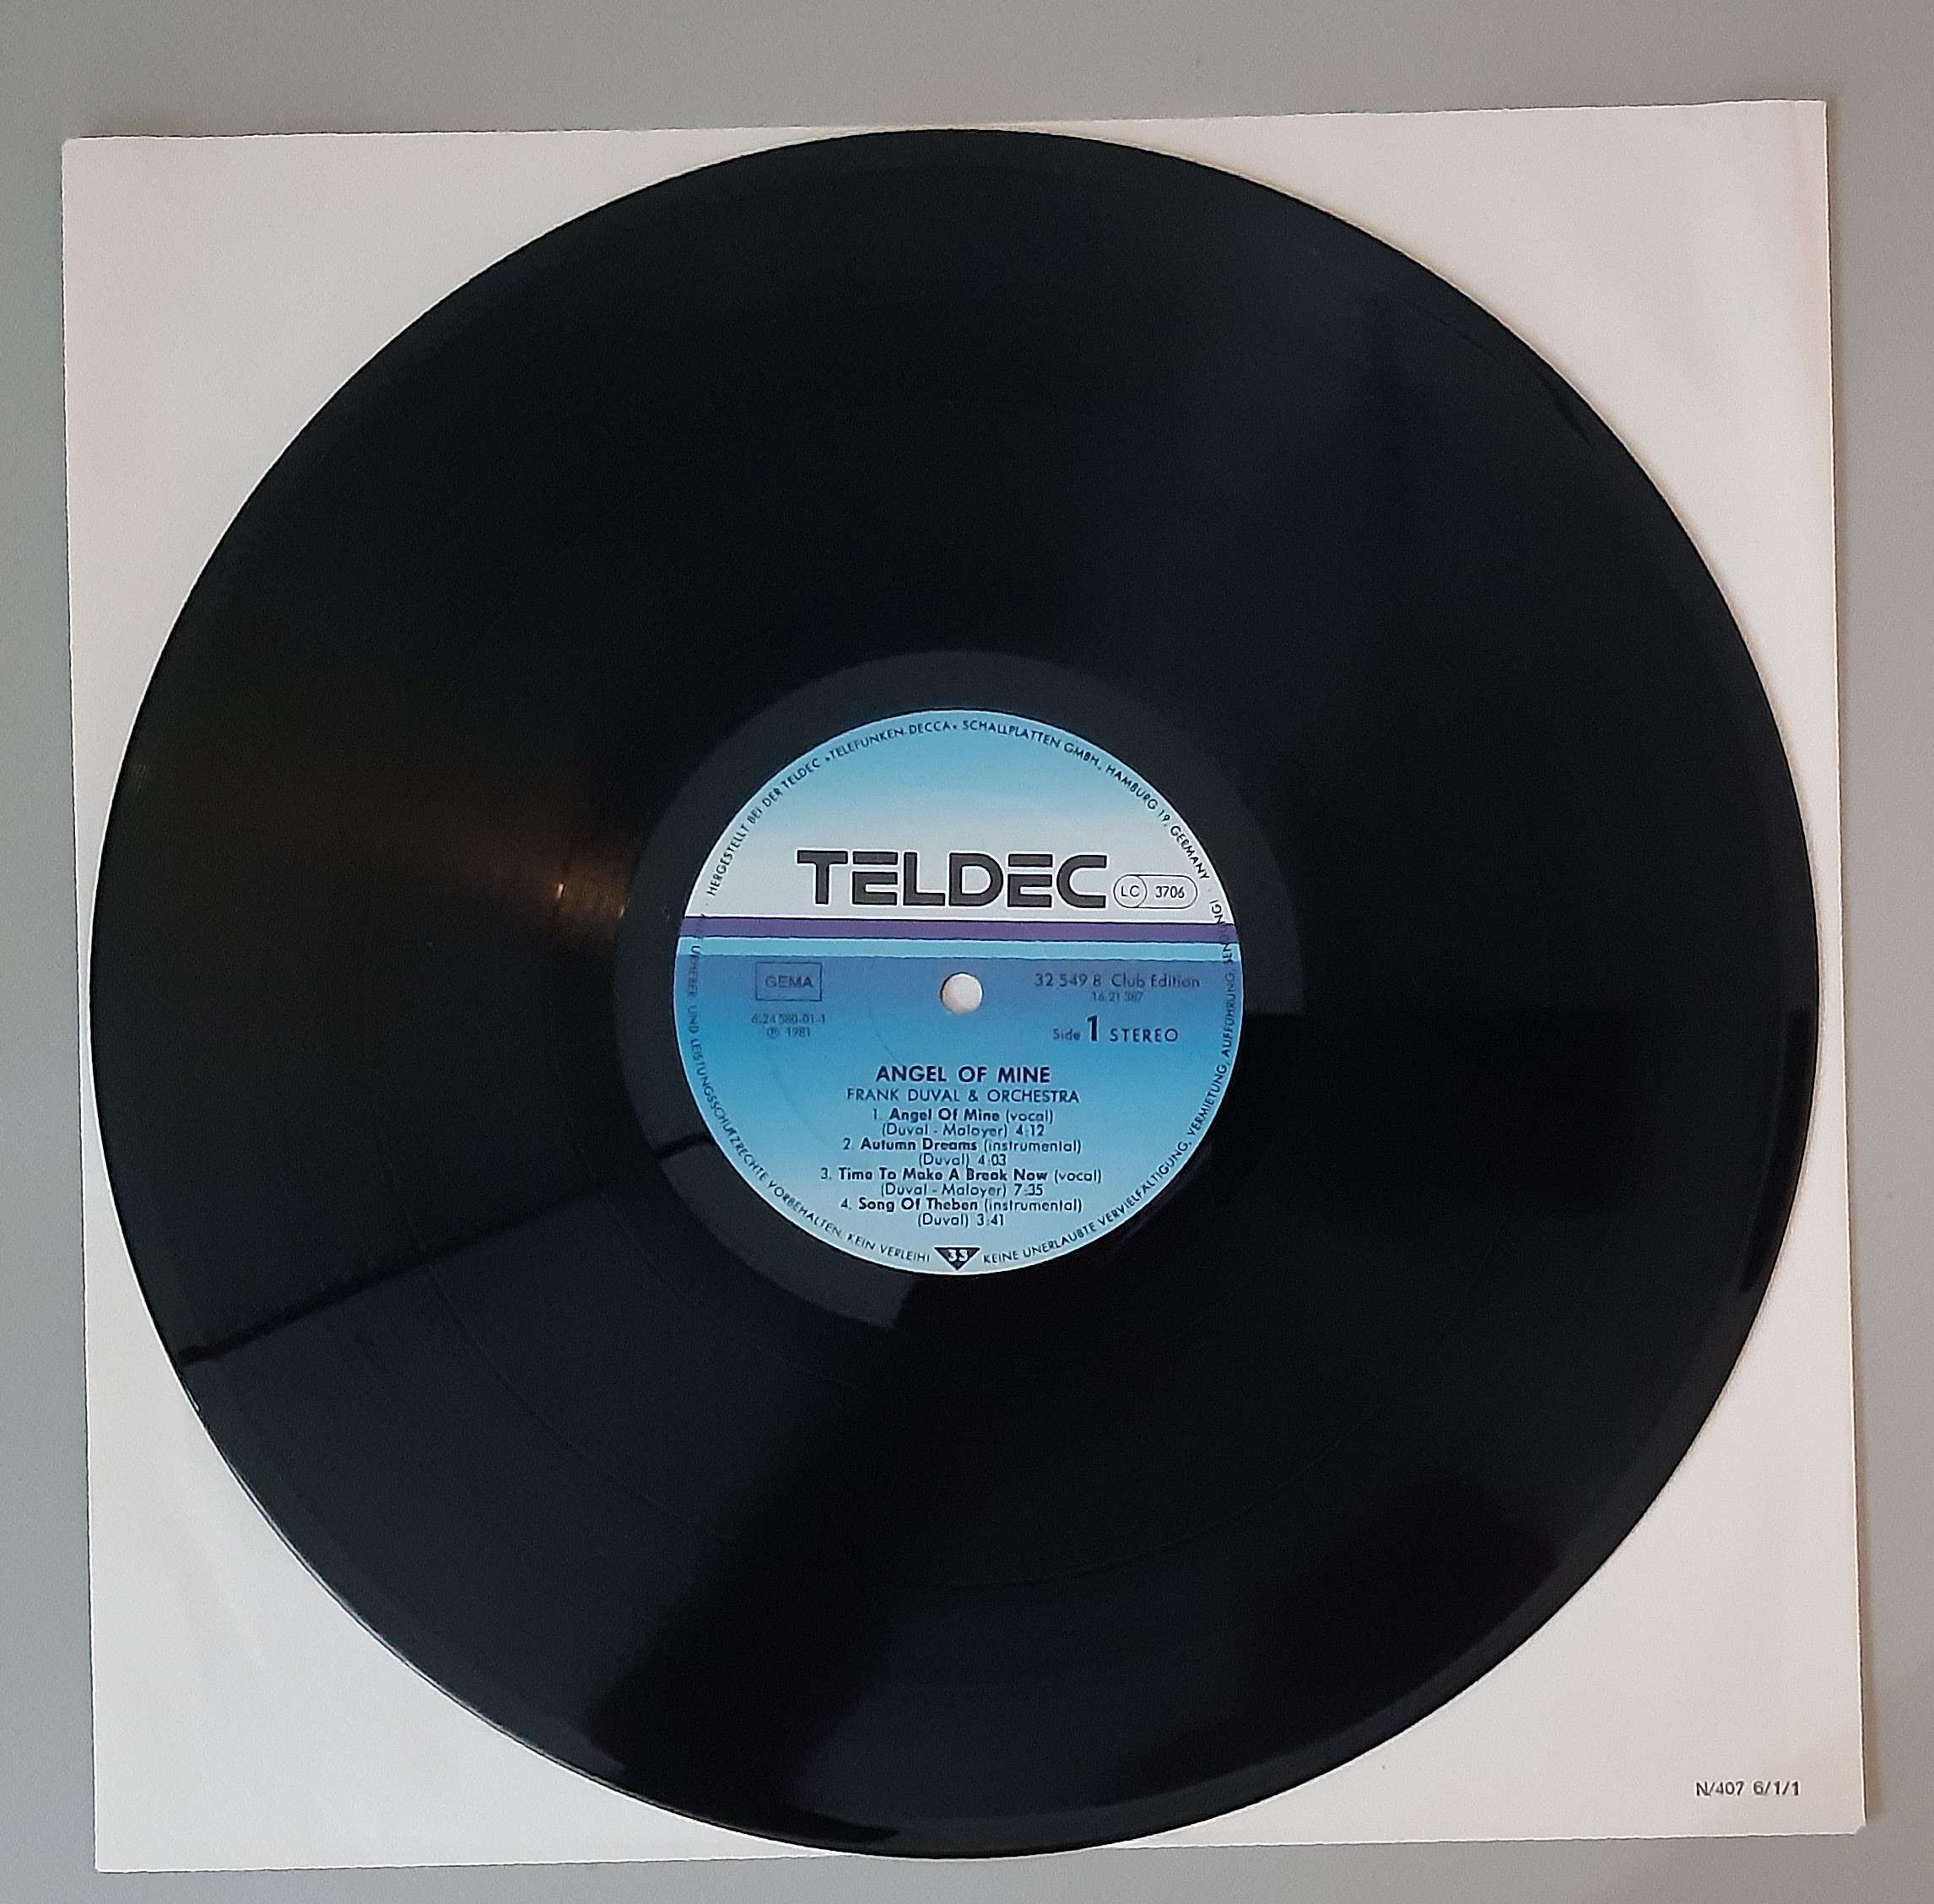 · HERGESTELLT BEI DER TELDEC »TELEFUNKEN-DECCA« SCHALLPLATTEN GMBH., HAMBURG 19, GERMANY ·
TELDEC LC 3706
GEMA
32 549 8 Club Edition
16.21 387
6.24 580-01-1
Ⓟ 1981
Side 1 STEREO
ANGEL OF MINE
FRANK DUVAL & ORCHESTRA
1. Angel Of Mine (vocal)
(Duval - Maloyer) 4:12
2. Autumn Dreams (instrumental)
(Duval) 4:03
3. Time To Make A Break Now (vocal)
(Duval - Maloyer) 7:35
4. Song Of Theben (instrumental)
(Duval) 3:41
URHEBER- UND LEISTUNGSSCHUTZRECHTE VORBEHALTEN. KEIN VERLEIH!
33
KEINE UNERLAUBTE VERVIELFÄLTIGUNG, VERMIETUNG, AUFFÜHRUNG, SENDUNG!
N/407 6/1/1